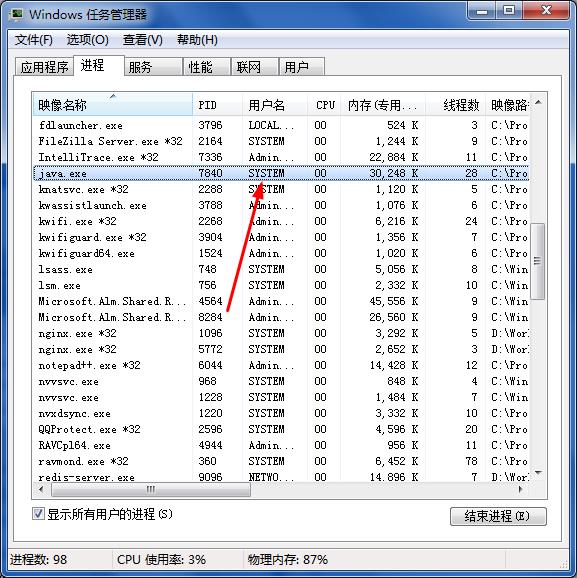 Windows 任务管理器
文件(F) 选项(O) 查看(V) 帮助(H)
应用程序 进程 服务 性能 联网 用户
映像名称 PID 用户名 CPU 内存(专用... 线程数 映像路
fdlauncher.exe 3796 LOCAL... 00 524 K 3 C:\Pro
FileZilla Server.exe *32 2164 SYSTEM 00 1,244 K 9 C:\Pro
IntelliTrace.exe *32 7336 Admin... 00 22,884 K 11 C:\Pro
java.exe 7840 SYSTEM 00 30,248 K 28 C:\Pro
knatsvc.exe *32 2288 SYSTEM 00 1,120 K 5 C:\Pro
kwassistlaunch.exe *32 3788 Admin... 00 1,076 K 6 C:\Pro
kwifi.exe *32 2268 Admin... 00 6,216 K 24 C:\Pro
kwifiguard.exe *32 3904 Admin... 00 1,356 K 7 C:\Pro
kwifiguard64.exe 1524 Admin... 00 1,020 K 6 C:\Pro
lsass.exe 748 SYSTEM 00 5,056 K 8 C:\Win
lsm.exe 756 SYSTEM 00 2,332 K 10 C:\Win
Microsoft.Alm.Shared.R... 4564 Admin... 00 45,556 K 9 C:\Pro
Microsoft.Alm.Shared.R... 8284 Admin... 00 26,560 K 9 C:\Pro
nginx.exe *32 1096 SYSTEM 00 3,292 K 5 D:\Wor
nginx.exe *32 5772 SYSTEM 00 2,652 K 3 D:\Wor
notepad++.exe *32 6044 Admin... 00 14,428 K 12 C:\Pro
nvvsvc.exe 968 SYSTEM 00 848 K 4 C:\Win
nvvsvc.exe 1228 SYSTEM 00 1,484 K 7 C:\Win
nvxdsync.exe 1220 SYSTEM 00 3,332 K 10 C:\Pro
QQProtect.exe *32 2596 SYSTEM 00 4,596 K 20 C:\Pro
RAVCpl64.exe 4944 Admin... 00 956 K 11 C:\Pro
ravmond.exe *32 360 SYSTEM 00 6,452 K 78 C:\Pro
redis-server.exe 9096 NETWO... 00 14,896 K 3 D:\Wor
显示所有用户的进程(S) 结束进程(E)
进程数: 98 CPU 使用率: 3% 物理内存: 87%